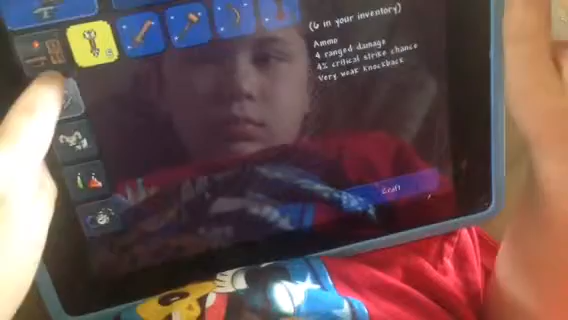 (6 in your inventory)
Ammo
4 ranged damage
4% critical strike chance
Very weak knockback
Craft